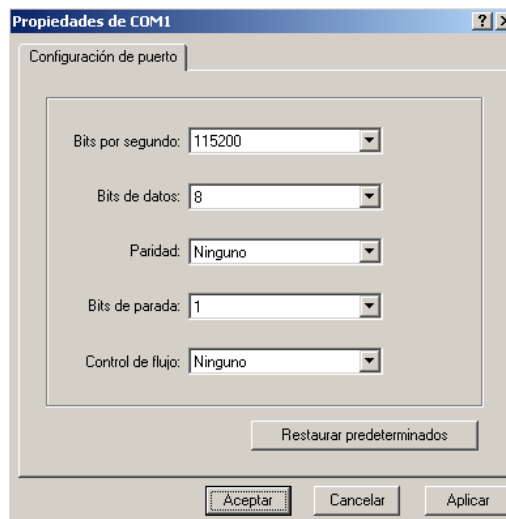 Propiedades de COM1
Configuración de puerto
Bits por segundo: 115200
Bits de datos: 8
Paridad: Ninguno
Bits de parada: 1
Control de flujo: Ninguno
Restaurar predeterminados
Aceptar Cancelar Aplicar